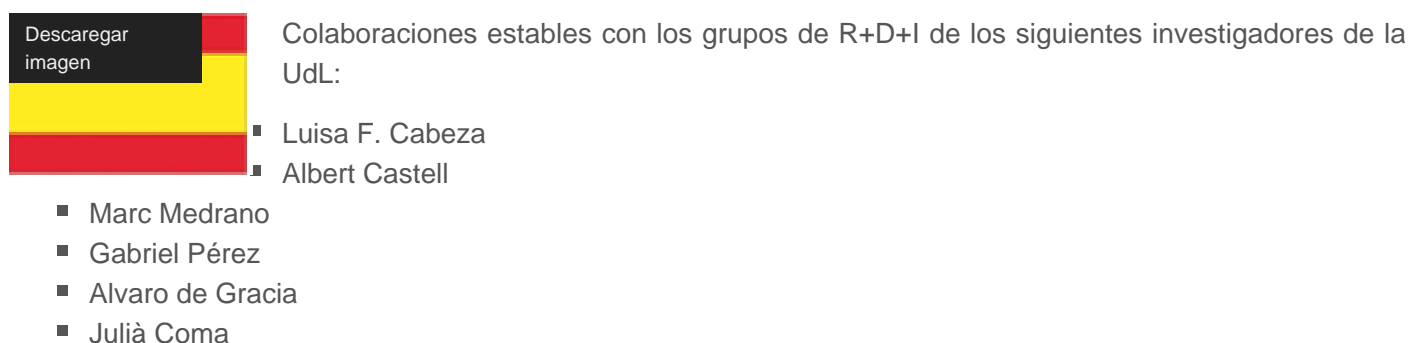 Descaregar
imagen
Colaboraciones estables con los grupos de R+D+I de los siguientes investigadores de la
UdL:
Luisa F. Cabeza
Albert Castell
Marc Medrano
Gabriel Pérez
Alvaro de Gracia
Julià Coma